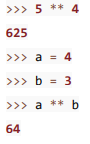 >>> 5 ** 4
625
>>> a = 4
>>> b = 3
>>> a ** b
64